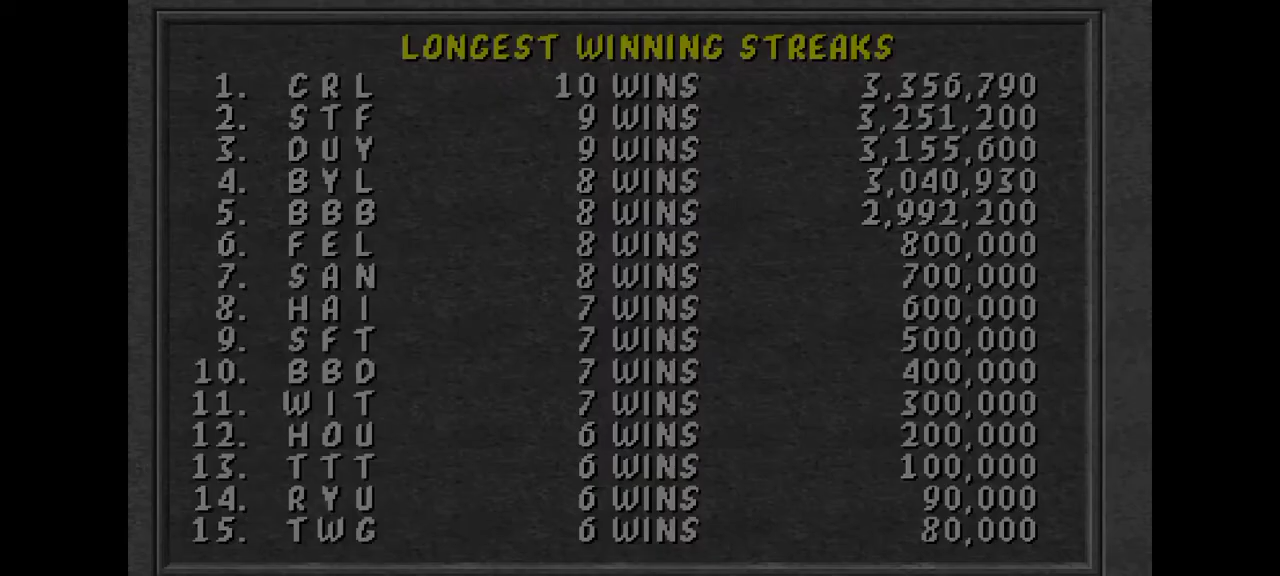 LONGEST WINNING STREAKS
1. C R L 10 WINS 3,356,790
2. S T F 9 WINS 3,251,200
3. D U Y 9 WINS 3,155,600
4. B Y L 8 WINS 3,040,930
5. B B B 8 WINS 2,992,200
6. F E L 8 WINS 800,000
7. S A N 8 WINS 700,000
8. H A I 7 WINS 600,000
9. S F T 7 WINS 500,000
10. B B D 7 WINS 400,000
11. W I T 7 WINS 300,000
12. H O U 6 WINS 200,000
13. T T T 6 WINS 100,000
14. R Y U 6 WINS 90,000
15. T W G 6 WINS 80,000